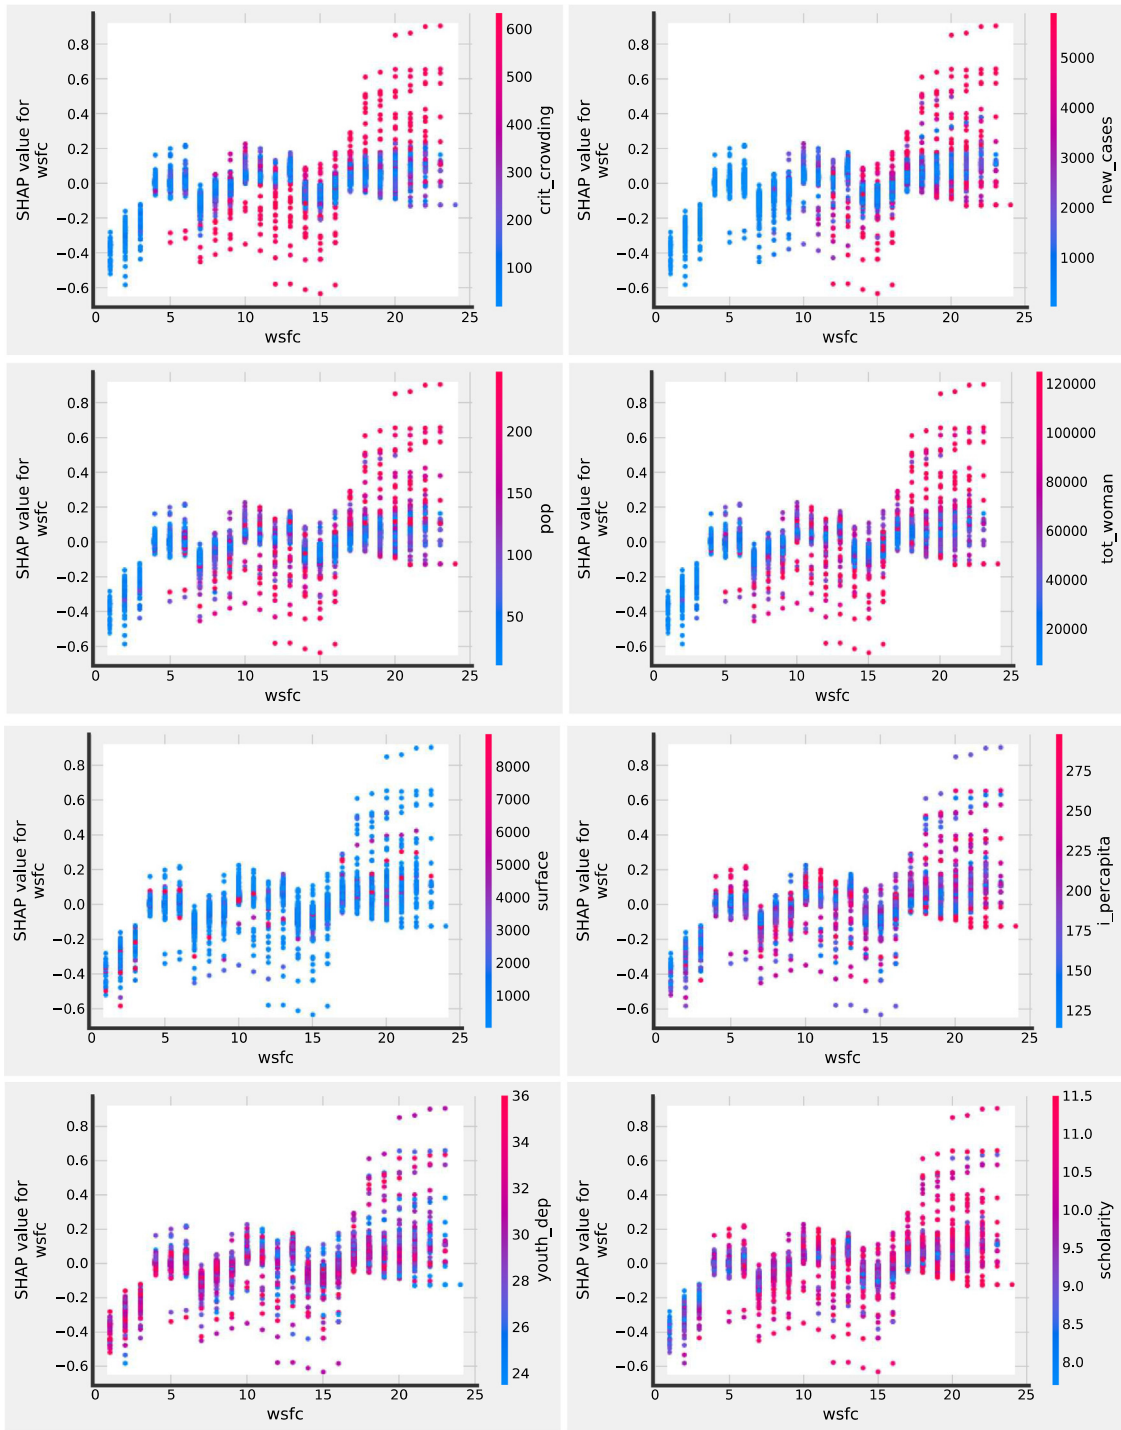 0.8
0.6
0.4
0.2
0.0
−0.2
−0.4
−0.6
SHAP value for
wsfc
0 5 10 15 20 25
wsfc
600
500
400
300
200
100
crit_crowding
0.8
0.6
0.4
0.2
0.0
−0.2
−0.4
−0.6
SHAP value for
wsfc
0 5 10 15 20 25
wsfc
5000
4000
3000
2000
1000
new_cases
0.8
0.6
0.4
0.2
0.0
−0.2
−0.4
−0.6
SHAP value for
wsfc
0 5 10 15 20 25
wsfc
200
150
100
50
pop
0.8
0.6
0.4
0.2
0.0
−0.2
−0.4
−0.6
SHAP value for
wsfc
0 5 10 15 20 25
wsfc
120000
100000
80000
60000
40000
20000
tot_woman
0.8
0.6
0.4
0.2
0.0
−0.2
−0.4
−0.6
SHAP value for
wsfc
0 5 10 15 20 25
wsfc
8000
7000
6000
5000
4000
3000
2000
1000
surface
0.8
0.6
0.4
0.2
0.0
−0.2
−0.4
−0.6
SHAP value for
wsfc
0 5 10 15 20 25
wsfc
275
250
225
200
175
150
125
i_percapita
0.8
0.6
0.4
0.2
0.0
−0.2
−0.4
−0.6
SHAP value for
wsfc
0 5 10 15 20 25
wsfc
36
34
32
30
28
26
24
youth_dep
0.8
0.6
0.4
0.2
0.0
−0.2
−0.4
−0.6
SHAP value for
wsfc
0 5 10 15 20 25
wsfc
11.5
11.0
10.5
10.0
9.5
9.0
8.5
8.0
scholarity